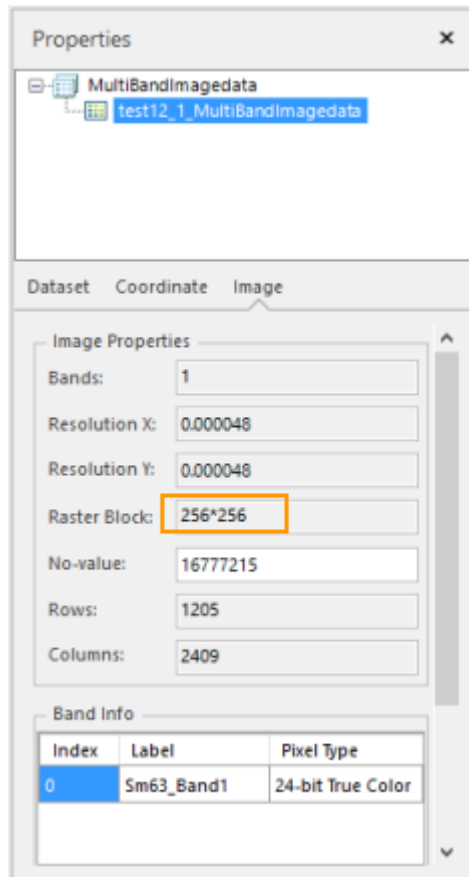 Properties
MultiBandImagedata
test12_1_MultiBandImagedata
Dataset Coordinate Image
Image Properties
Bands: 1
Resolution X: 0.000048
Resolution Y: 0.000048
Raster Block: 256*256
No-value: 16777215
Rows: 1205
Columns: 2409
Band Info
Index Label Pixel Type
0 Sm63_Band1 24-bit True Color